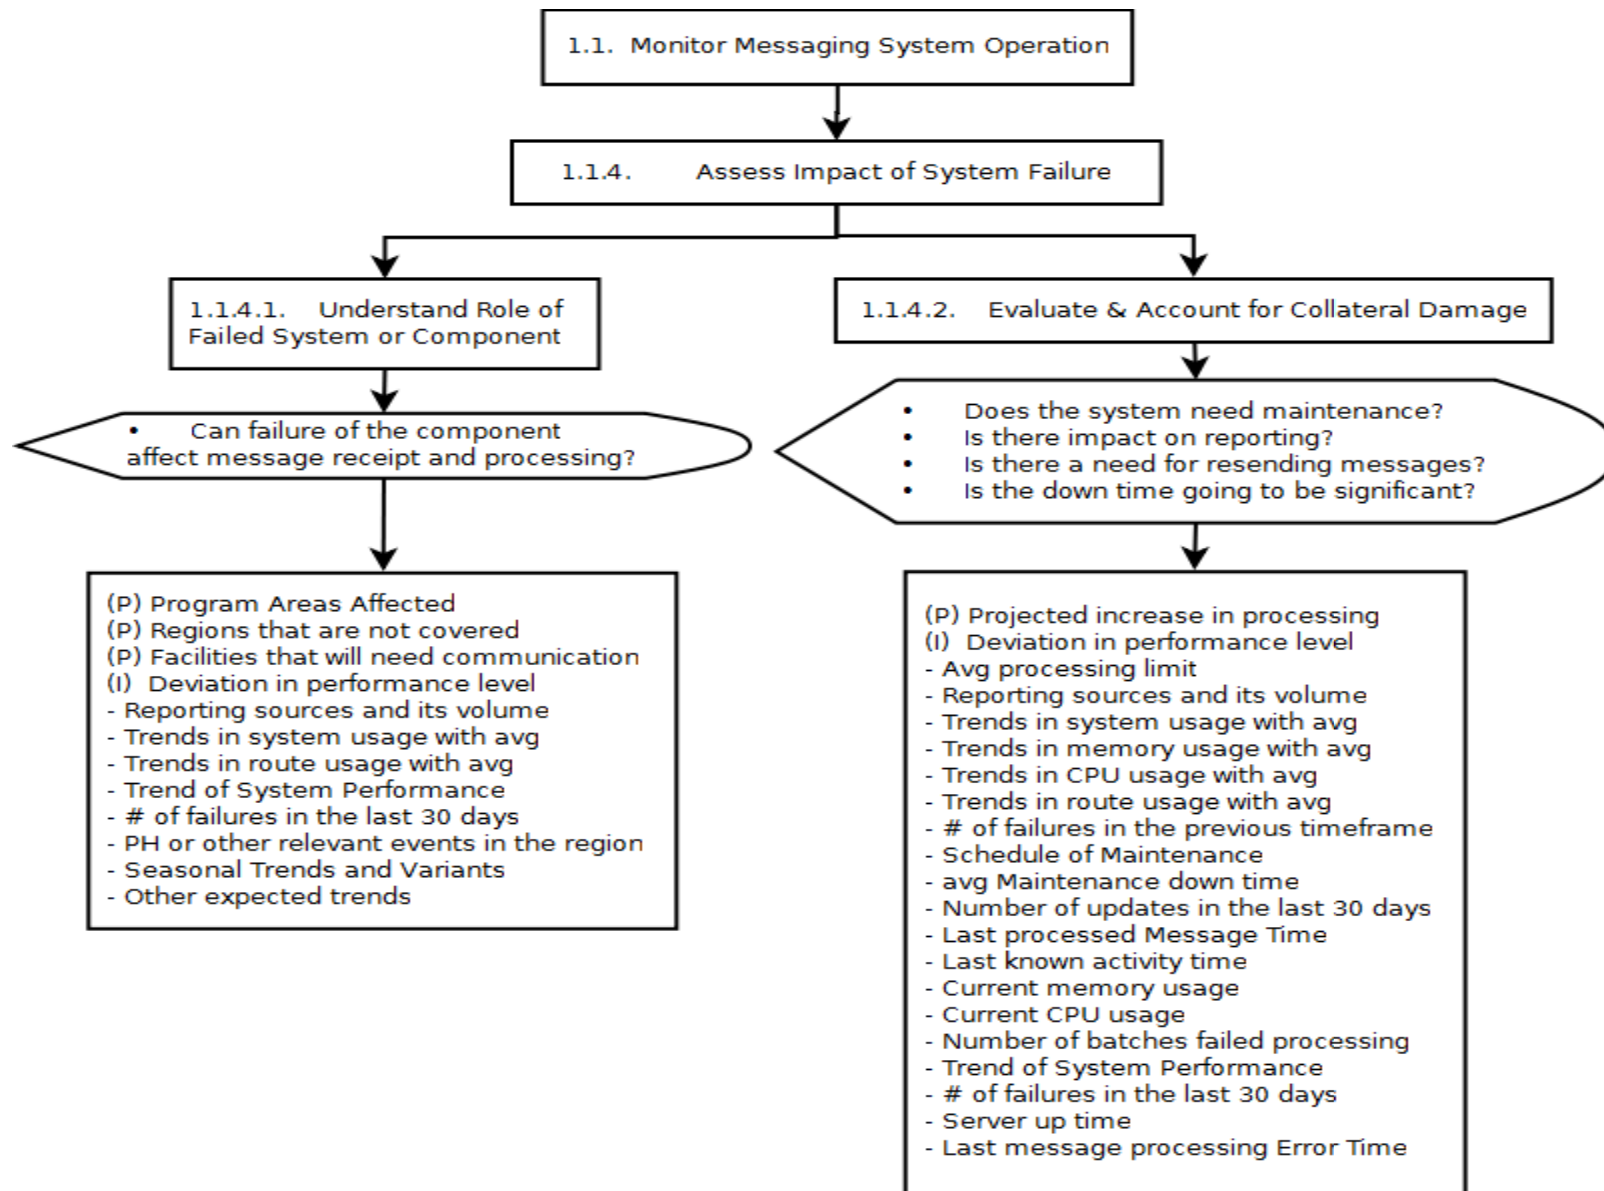 1.1. Monitor Messaging System Operation
1.1.4. Assess Impact of System Failure
1.1.4.1. Understand Role of
Failed System or Component
• Can failure of the component
affect message receipt and processing?
(P) Program Areas Affected
(P) Regions that are not covered
(P) Facilities that will need communication
(I) Deviation in performance level
- Reporting sources and its volume
- Trends in system usage with avg
- Trends in route usage with avg
- Trend of System Performance
- # of failures in the last 30 days
- PH or other relevant events in the region
- Seasonal Trends and Variants
- Other expected trends
1.1.4.2. Evaluate & Account for Collateral Damage
• Does the system need maintenance?
• Is there impact on reporting?
• Is there a need for resending messages?
• Is the down time going to be significant?
(P) Projected increase in processing
(I) Deviation in performance level
- Avg processing limit
- Reporting sources and its volume
- Trends in system usage with avg
- Trends in memory usage with avg
- Trends in CPU usage with avg
- Trends in route usage with avg
- # of failures in the previous timeframe
- Schedule of Maintenance
- avg Maintenance down time
- Number of updates in the last 30 days
- Last processed Message Time
- Last known activity time
- Current memory usage
- Current CPU usage
- Number of batches failed processing
- Trend of System Performance
- # of failures in the last 30 days
- Server up time
- Last message processing Error Time